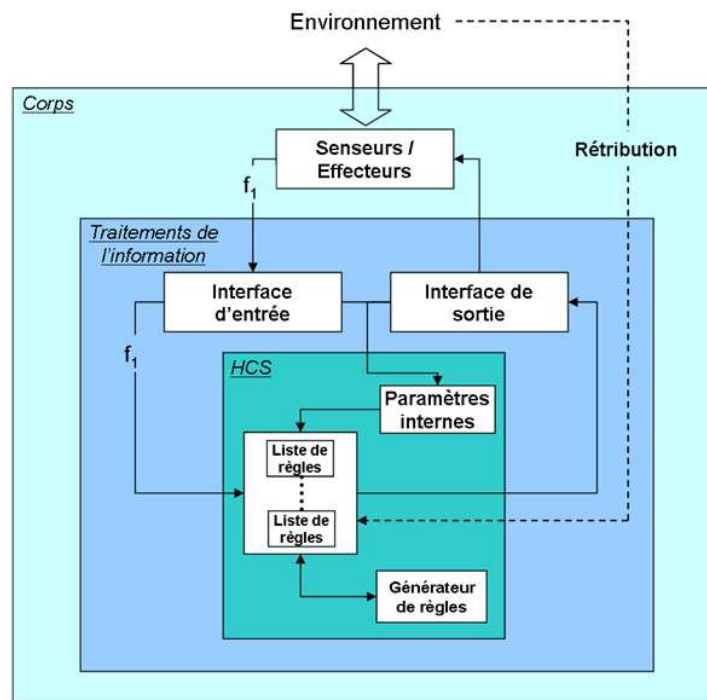 Environnement
Corps
Senseurs /
Effecteurs
Rétribution
f1
Traitements de
l'information
Interface
d'entrée
Interface de
sortie
f1
HCS
Paramètres
internes
Liste de
règles
Liste de
règles
Générateur
de règles